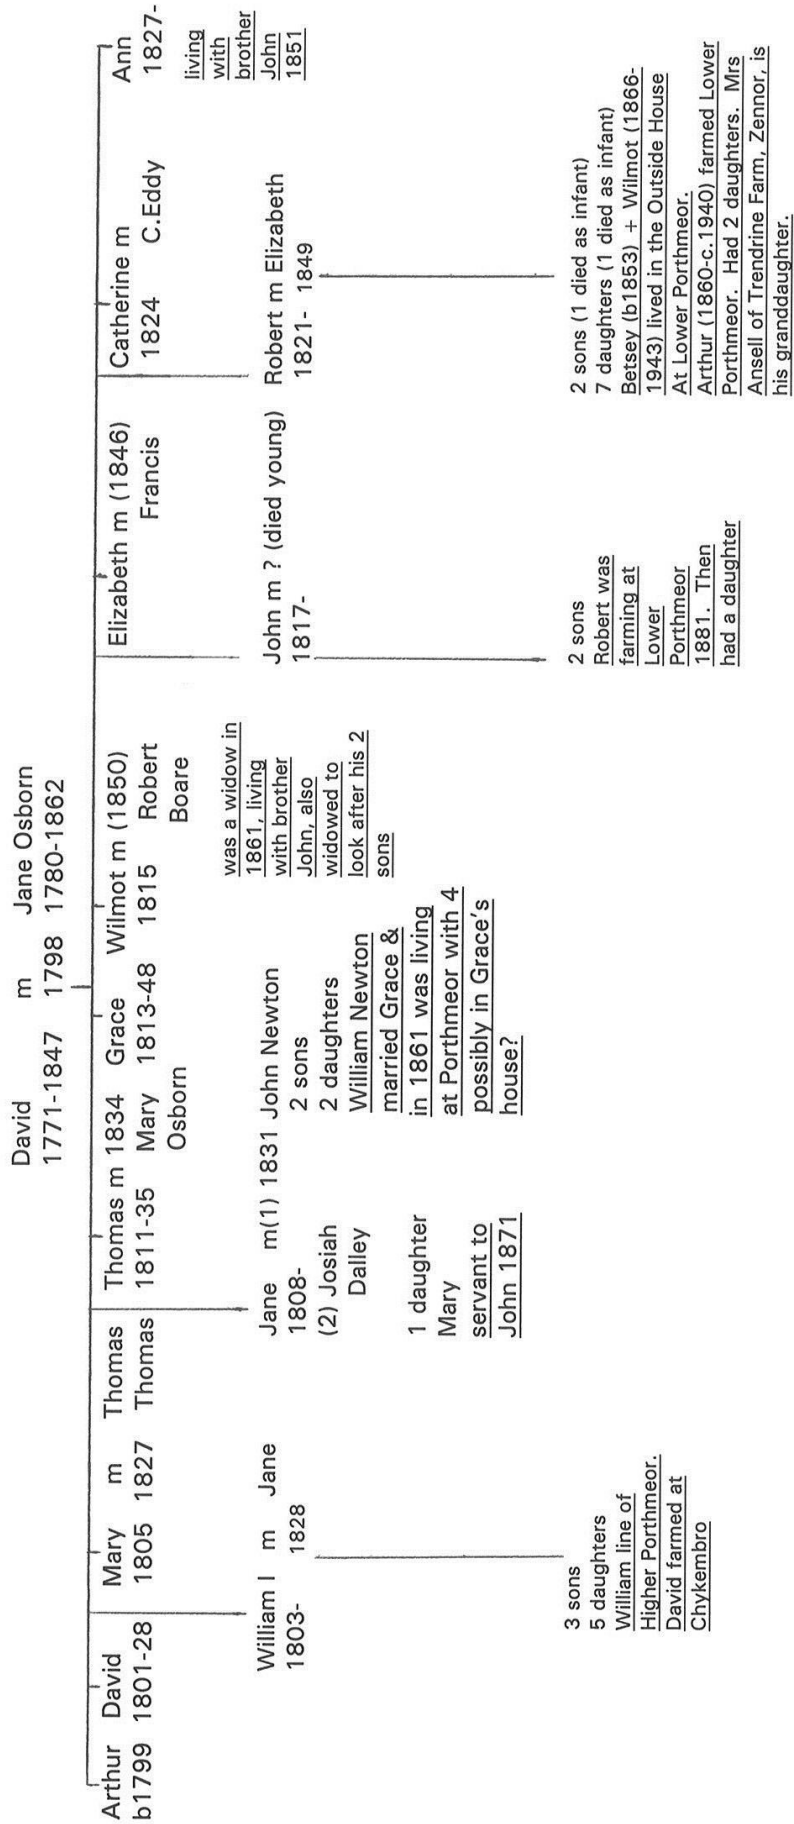 David m Jane Osborn
1771-1847 1798 1780-1862
Arthur
b1799
David
1801-28
Mary m Thomas
1805 1827 Thomas
Thomas m 1834
1811-35 Mary
Osborn
Grace
1813-48
Wilmot m (1850)
1815 Robert
Boare
was a widow in
1861, living
with brother
John, also
widowed to
look after his 2
sons
Elizabeth m (1846)
Francis
Catherine m
1824 C.Eddy
Ann
1827-
living
with
brother
John
1851
William I m Jane
1803- 1828
3 sons
5 daughters
William line of
Higher Porthmeor.
David farmed at
Chykembro
Jane m(1) 1831 John Newton
1808-
(2) Josiah
Dalley
1 daughter
Mary
servant to
John 1871
2 sons
2 daughters
William Newton
married Grace &
in 1861 was living
at Porthmeor with 4
possibly in Grace's
house?
John m ? (died young)
1817-
2 sons
Robert was
farming at
Lower
Porthmeor
1881. Then
had a daughter
Robert m Elizabeth
1821- 1849
2 sons (1 died as infant)
7 daughters (1 died as infant)
Betsey (b1853) + Wilmot (1866-
1943) lived in the Outside House
At Lower Porthmeor.
Arthur (1860-c.1940) farmed Lower
Porthmeor. Had 2 daughters. Mrs
Ansell of Trendrine Farm, Zennor, is
his granddaughter.